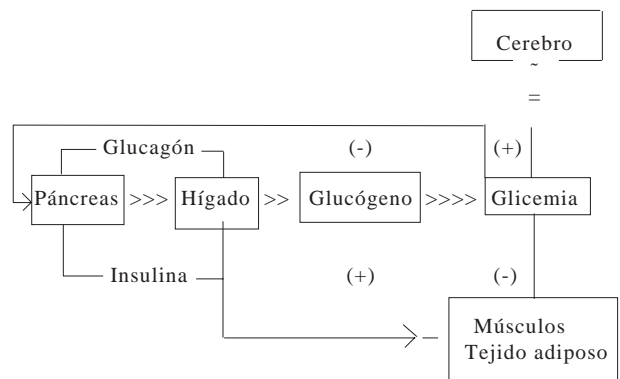 Cerebro
~
=
Glucagón (-) (+)
Páncreas >>> Hígado >> Glucógeno >>>> Glicemia
Insulina (+) (-)
Músculos
Tejido adiposo